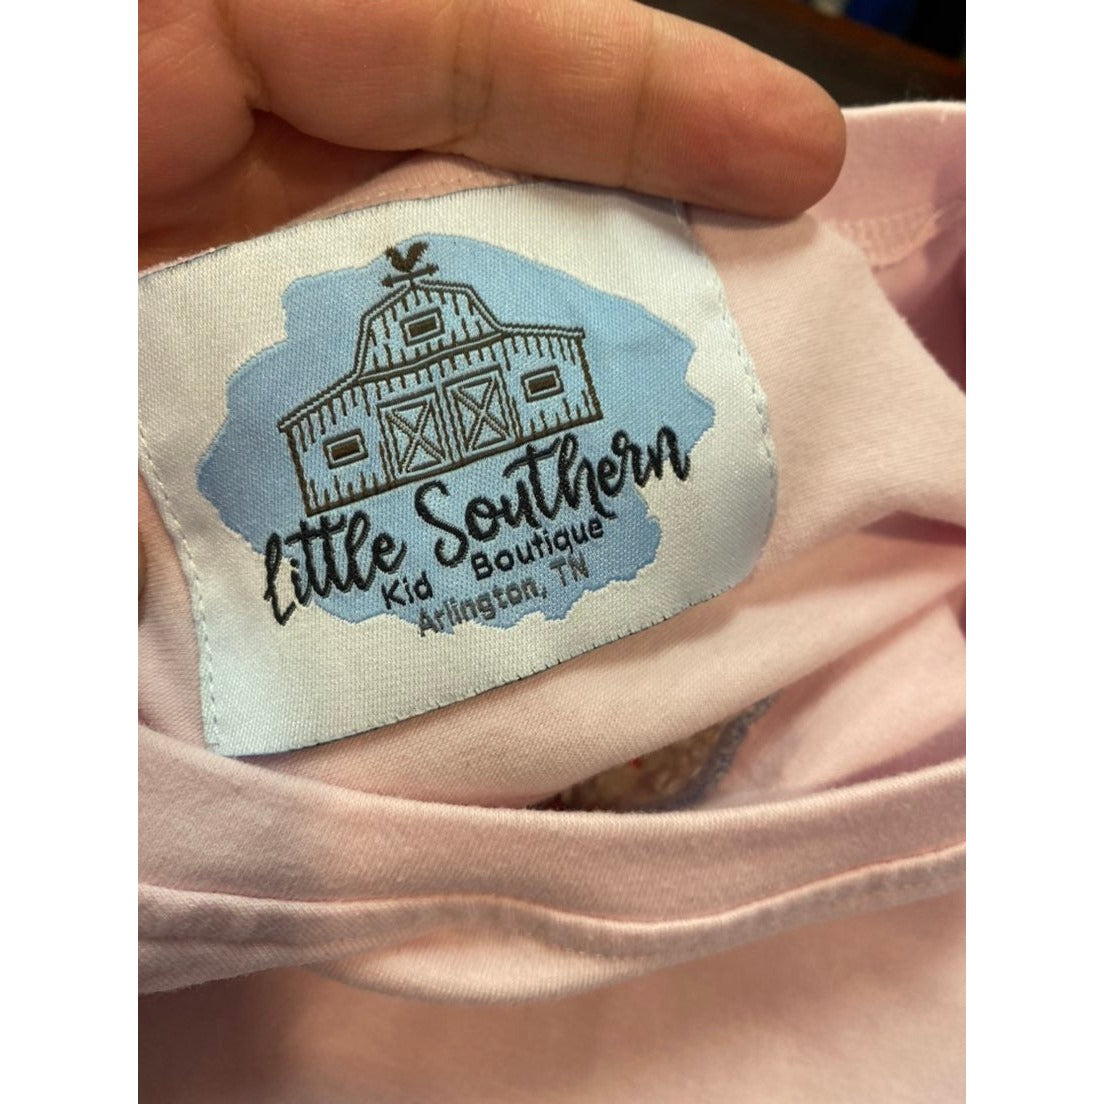 Little Southern
Kid Boutique
Arlington, TN